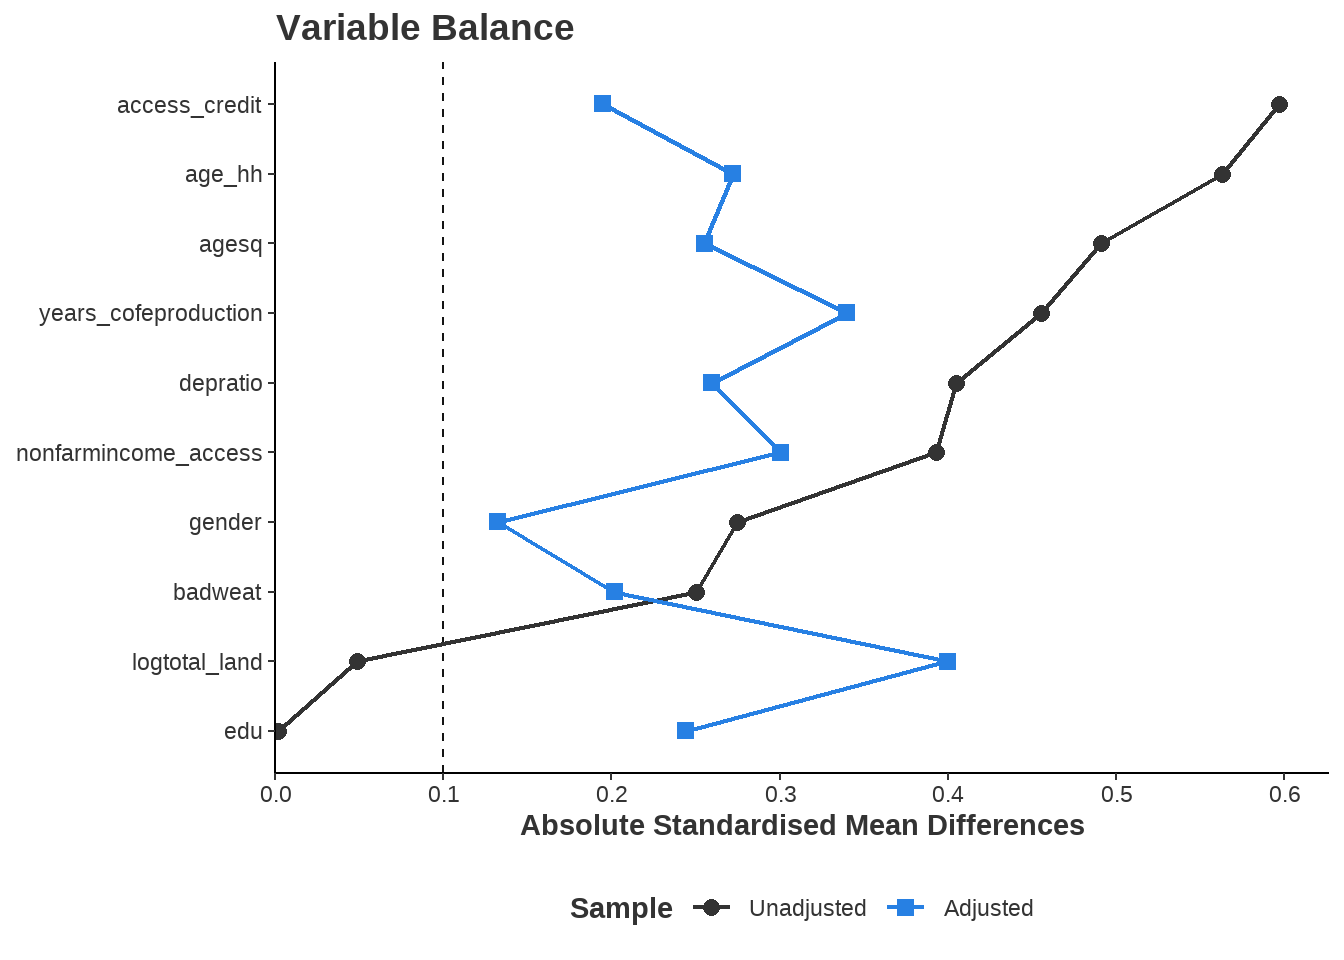 Variable Balance
access_credit
age_hh
agesq
years_cofeproduction
depratio
nonfarmincome_access
gender
badweat
logtotal_land
edu
0.0 0.1 0.2 0.3 0.4 0.5 0.6
Absolute Standardised Mean Differences
Sample Unadjusted Adjusted